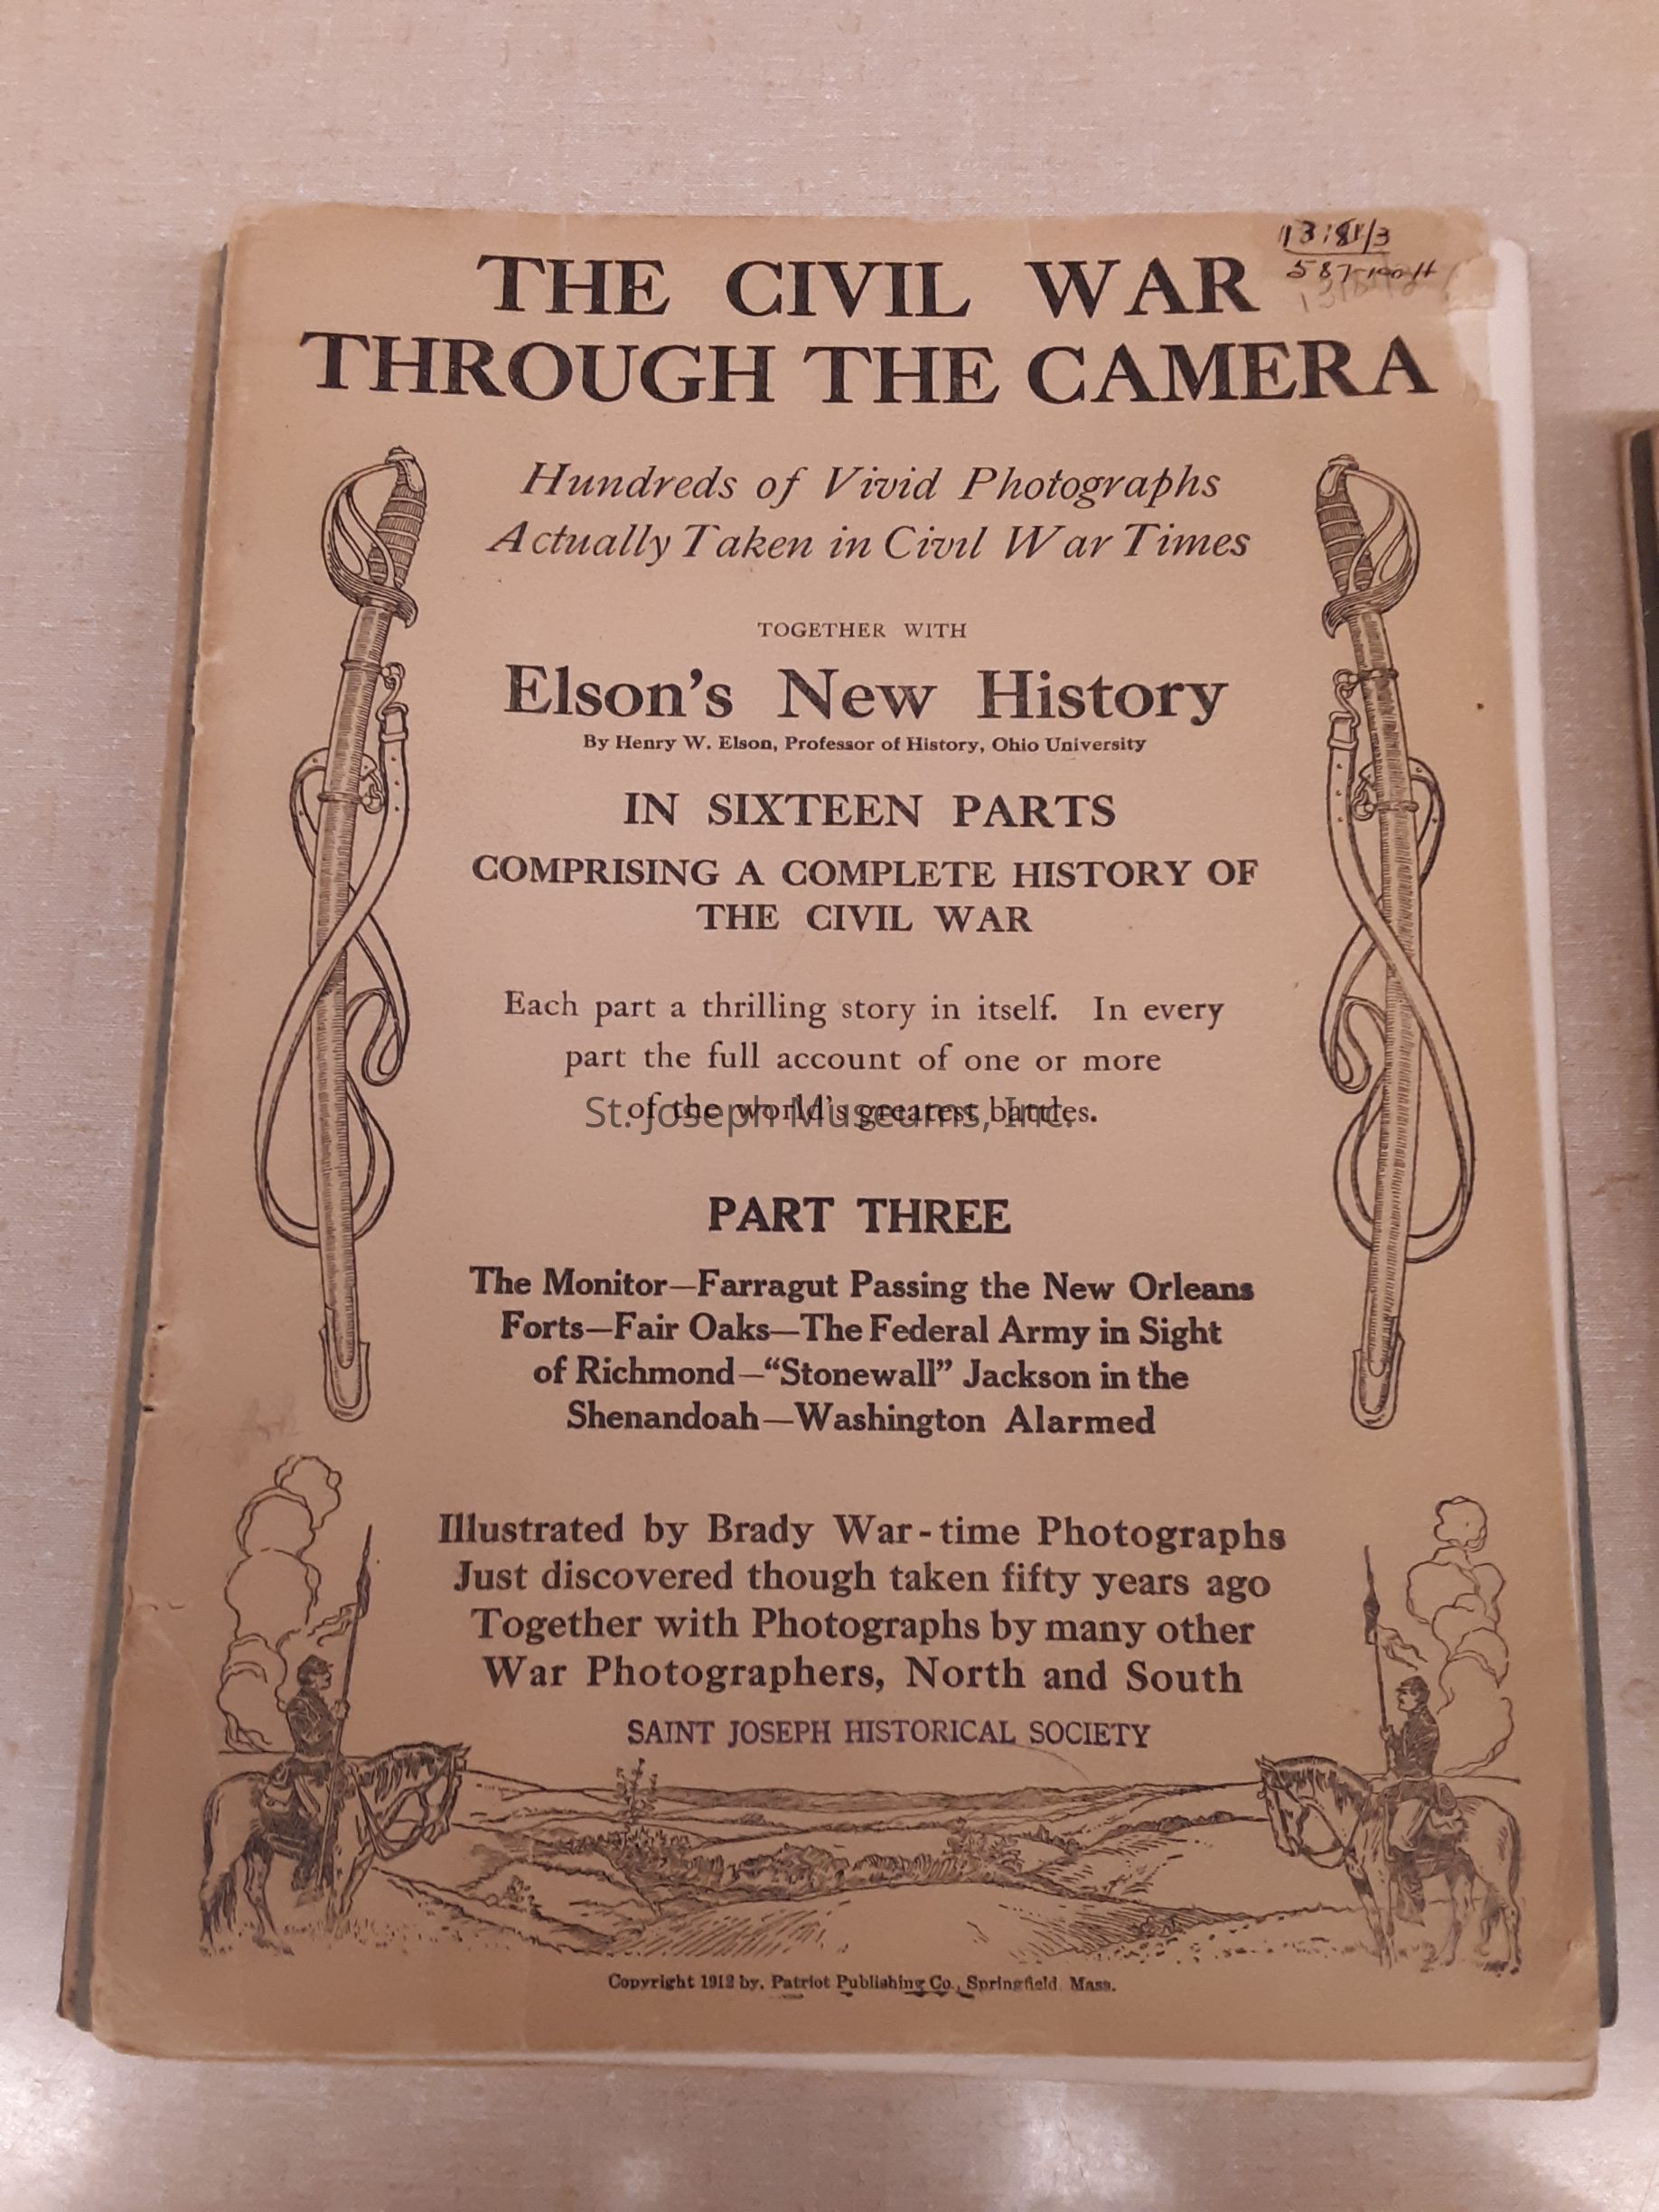 13:81/3
THE CIVIL WAR
THROUGH THE CAMERA
Hundreds of Vivid Photographs
Actually Taken in Civil War Times
TOGETHER WITH
Elson's New History
By Henry W. Elson, Professor of History, Ohio University
IN SIXTEEN PARTS
COMPRISING A COMPLETE HISTORY OF
THE CIVIL WAR
Each part a thrilling story in itself. In every
part the full account of one or more
of the world's greatest battles.
St. Joseph Museums, Inc.
PART THREE
The Monitor—Farragut Passing the New Orleans
Forts—Fair Oaks—The Federal Army in Sight
of Richmond—“Stonewall” Jackson in the
Shenandoah—Washington Alarmed
Illustrated by Brady War-time Photographs
Just discovered though taken fifty years ago
Together with Photographs by many other
War Photographers, North and South
SAINT JOSEPH HISTORICAL SOCIETY
Copyright 1912 by, Patriot Publishing Co., Springfield, Mass.